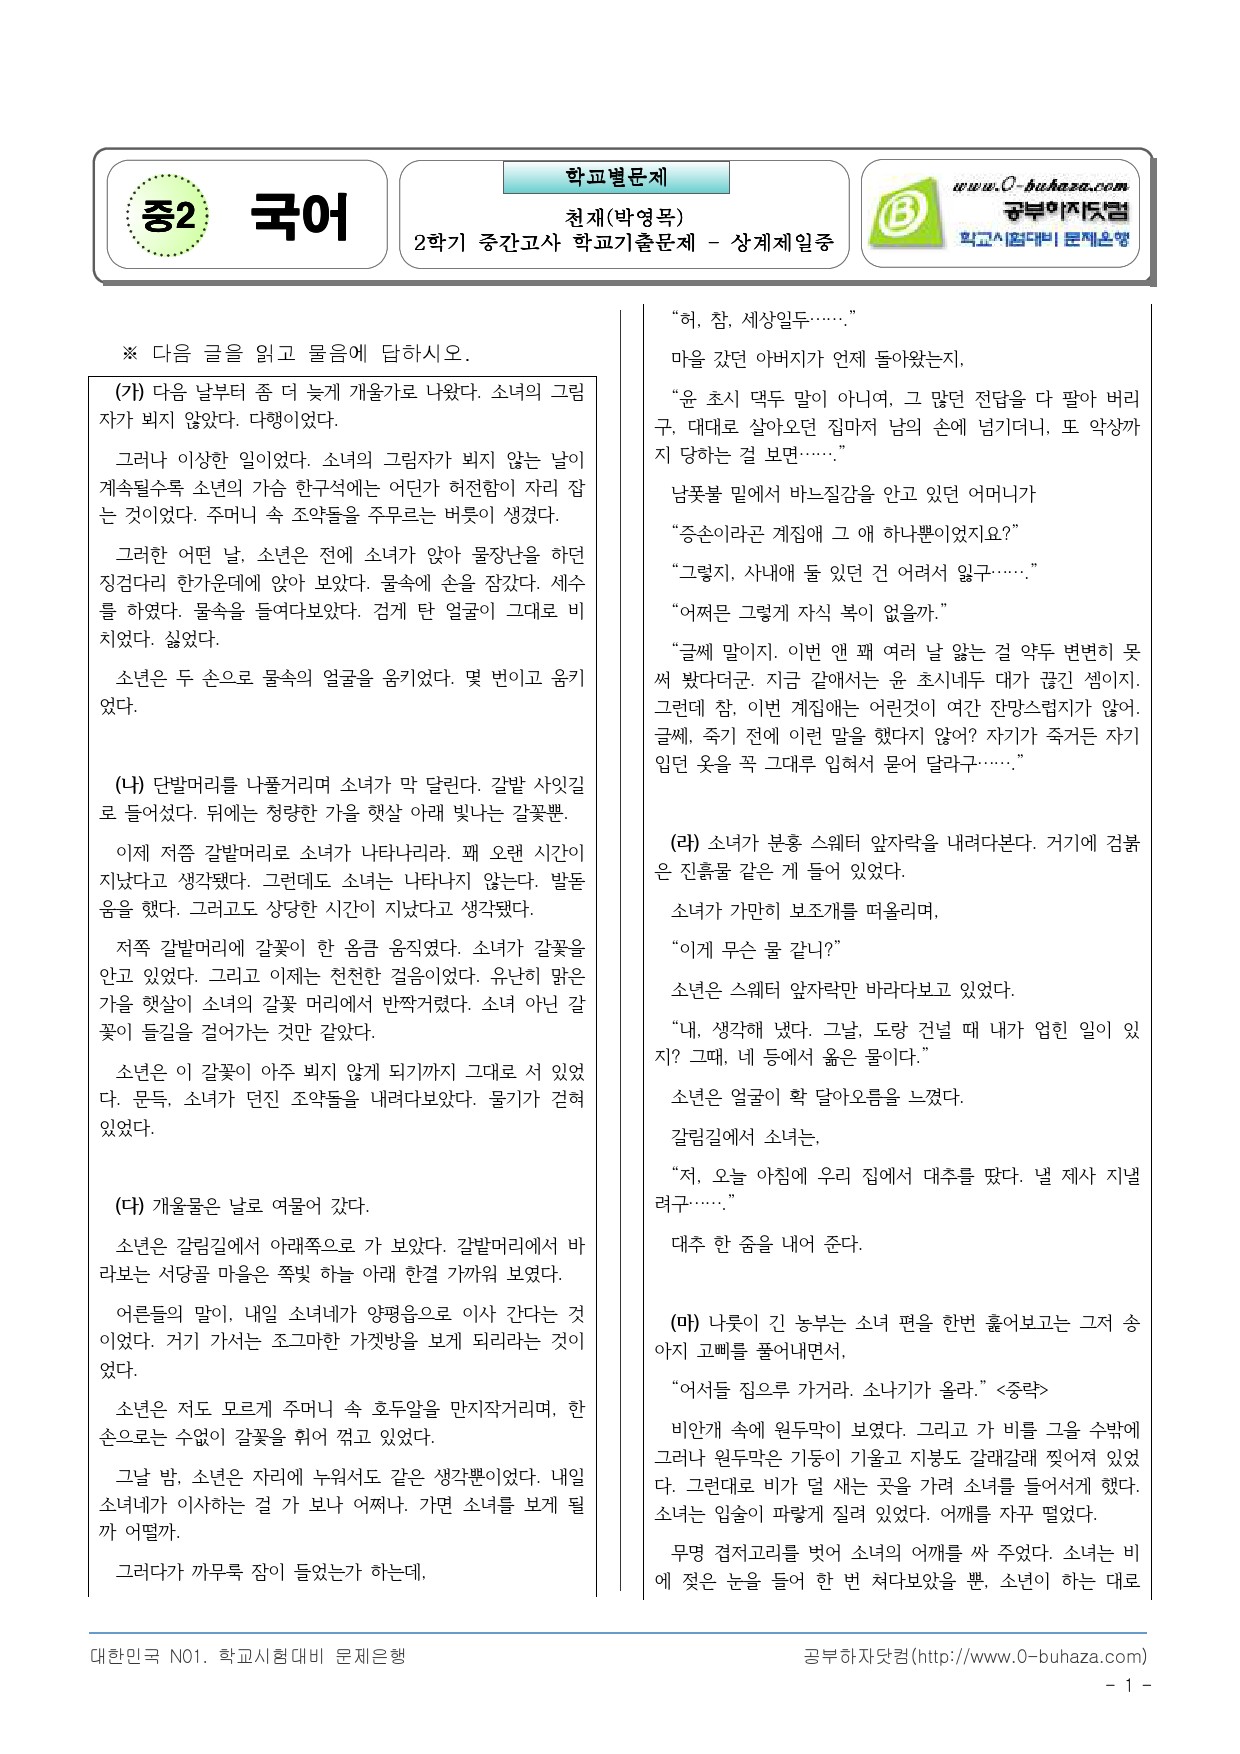 중2 국어
학교별문제
천재(박영목)
2학기 중간고사 학교기출문제 - 상계제일중
www.0-buhaza.com
공부하자닷컴
학교시험대비 문제은행
※ 다음 글을 읽고 물음에 답하시오.
(가) 다음 날부터 좀 더 늦게 개울가로 나왔다. 소녀의 그림
자가 뵈지 않았다. 다행이었다.
그러나 이상한 일이었다. 소녀의 그림자가 뵈지 않는 날이
계속될수록 소년의 가슴 한구석에는 어딘가 허전함이 자리 잡
는 것이었다. 주머니 속 조약돌을 주무르는 버릇이 생겼다.
그러한 어떤 날, 소년은 전에 소녀가 앉아 물장난을 하던
징검다리 한가운데에 앉아 보았다. 물속에 손을 잠갔다. 세수
를 하였다. 물속을 들여다보았다. 검게 탄 얼굴이 그대로 비
치었다. 싫었다.
소년은 두 손으로 물속의 얼굴을 움키었다. 몇 번이고 움키
었다.
(나) 단발머리를 나풀거리며 소녀가 막 달린다. 갈밭 사잇길
로 들어섰다. 뒤에는 청량한 가을 햇살 아래 빛나는 갈꽃뿐.
이제 저쯤 갈밭머리로 소녀가 나타나리라. 꽤 오랜 시간이
지났다고 생각됐다. 그런데도 소녀는 나타나지 않는다. 발돋
움을 했다. 그러고도 상당한 시간이 지났다고 생각됐다.
저쪽 갈밭머리에 갈꽃이 한 옴큼 움직였다. 소녀가 갈꽃을
안고 있었다. 그리고 이제는 천천한 걸음이었다. 유난히 맑은
가을 햇살이 소녀의 갈꽃 머리에서 반짝거렸다. 소녀 아닌 갈
꽃이 들길을 걸어가는 것만 같았다.
소년은 이 갈꽃이 아주 뵈지 않게 되기까지 그대로 서 있었
다. 문득, 소녀가 던진 조약돌을 내려다보았다. 물기가 걷혀
있었다.
(다) 개울물은 날로 여물어 갔다.
소년은 갈림길에서 아래쪽으로 가 보았다. 갈밭머리에서 바
라보는 서당골 마을은 쪽빛 하늘 아래 한결 가까워 보였다.
어른들의 말이, 내일 소녀네가 양평읍으로 이사 간다는 것
이었다. 거기 가서는 조그마한 가겟방을 보게 되리라는 것이
었다.
소년은 저도 모르게 주머니 속 호두알을 만지작거리며, 한
손으로는 수없이 갈꽃을 휘어 꺾고 있었다.
그날 밤, 소년은 자리에 누워서도 같은 생각뿐이었다. 내일
소녀네가 이사하는 걸 가 보나 어쩌나. 가면 소녀를 보게 될
까 어떨까.
그러다가 까무룩 잠이 들었는가 하는데,
“허, 참, 세상일두…….”
마을 갔던 아버지가 언제 돌아왔는지,
“윤 초시 댁두 말이 아니여, 그 많던 전답을 다 팔아 버리
구, 대대로 살아오던 집마저 남의 손에 넘기더니, 또 악상까
지 당하는 걸 보면…….”
남폿불 밑에서 바느질감을 안고 있던 어머니가
“증손이라곤 계집애 그 애 하나뿐이었지요?”
“그렇지, 사내애 둘 있던 건 어려서 잃구…….”
“어쩌믄 그렇게 자식 복이 없을까.”
“글쎄 말이지. 이번 앤 꽤 여러 날 앓는 걸 약두 변변히 못
써 봤다더군. 지금 같애서는 윤 초시네두 대가 끊긴 셈이지.
그런데 참, 이번 계집애는 어린것이 여간 잔망스럽지가 않어.
글쎄, 죽기 전에 이런 말을 했다지 않어? 자기가 죽거든 자기
입던 옷을 꼭 그대루 입혀서 묻어 달라구…….”
(라) 소녀가 분홍 스웨터 앞자락을 내려다본다. 거기에 검붉
은 진흙물 같은 게 들어 있었다.
소녀가 가만히 보조개를 떠올리며,
“이게 무슨 물 같니?”
소년은 스웨터 앞자락만 바라다보고 있었다.
“내, 생각해 냈다. 그날, 도랑 건널 때 내가 업힌 일이 있
지? 그때, 네 등에서 옮은 물이다.”
소년은 얼굴이 확 달아오름을 느꼈다.
갈림길에서 소녀는,
“저, 오늘 아침에 우리 집에서 대추를 땄다. 낼 제사 지낼
려구…….”
대추 한 줌을 내어 준다.
(마) 나룻이 긴 농부는 소녀 편을 한번 훑어보고는 그저 송
아지 고삐를 풀어내면서,
“어서들 집으루 가거라. 소나기가 올라.” <중략>
비안개 속에 원두막이 보였다. 그리고 가 비를 그을 수밖에
그러나 원두막은 기둥이 기울고 지붕도 갈래갈래 찢어져 있었
다. 그런대로 비가 덜 새는 곳을 가려 소녀를 들어서게 했다.
소녀는 입술이 파랗게 질려 있었다. 어깨를 자꾸 떨었다.
무명 겹저고리를 벗어 소녀의 어깨를 싸 주었다. 소녀는 비
에 젖은 눈을 들어 한 번 쳐다보았을 뿐, 소년이 하는 대로
대한민국 N01. 학교시험대비 문제은행
공부하자닷컴(http://www.0-buhaza.com)
- 1 -